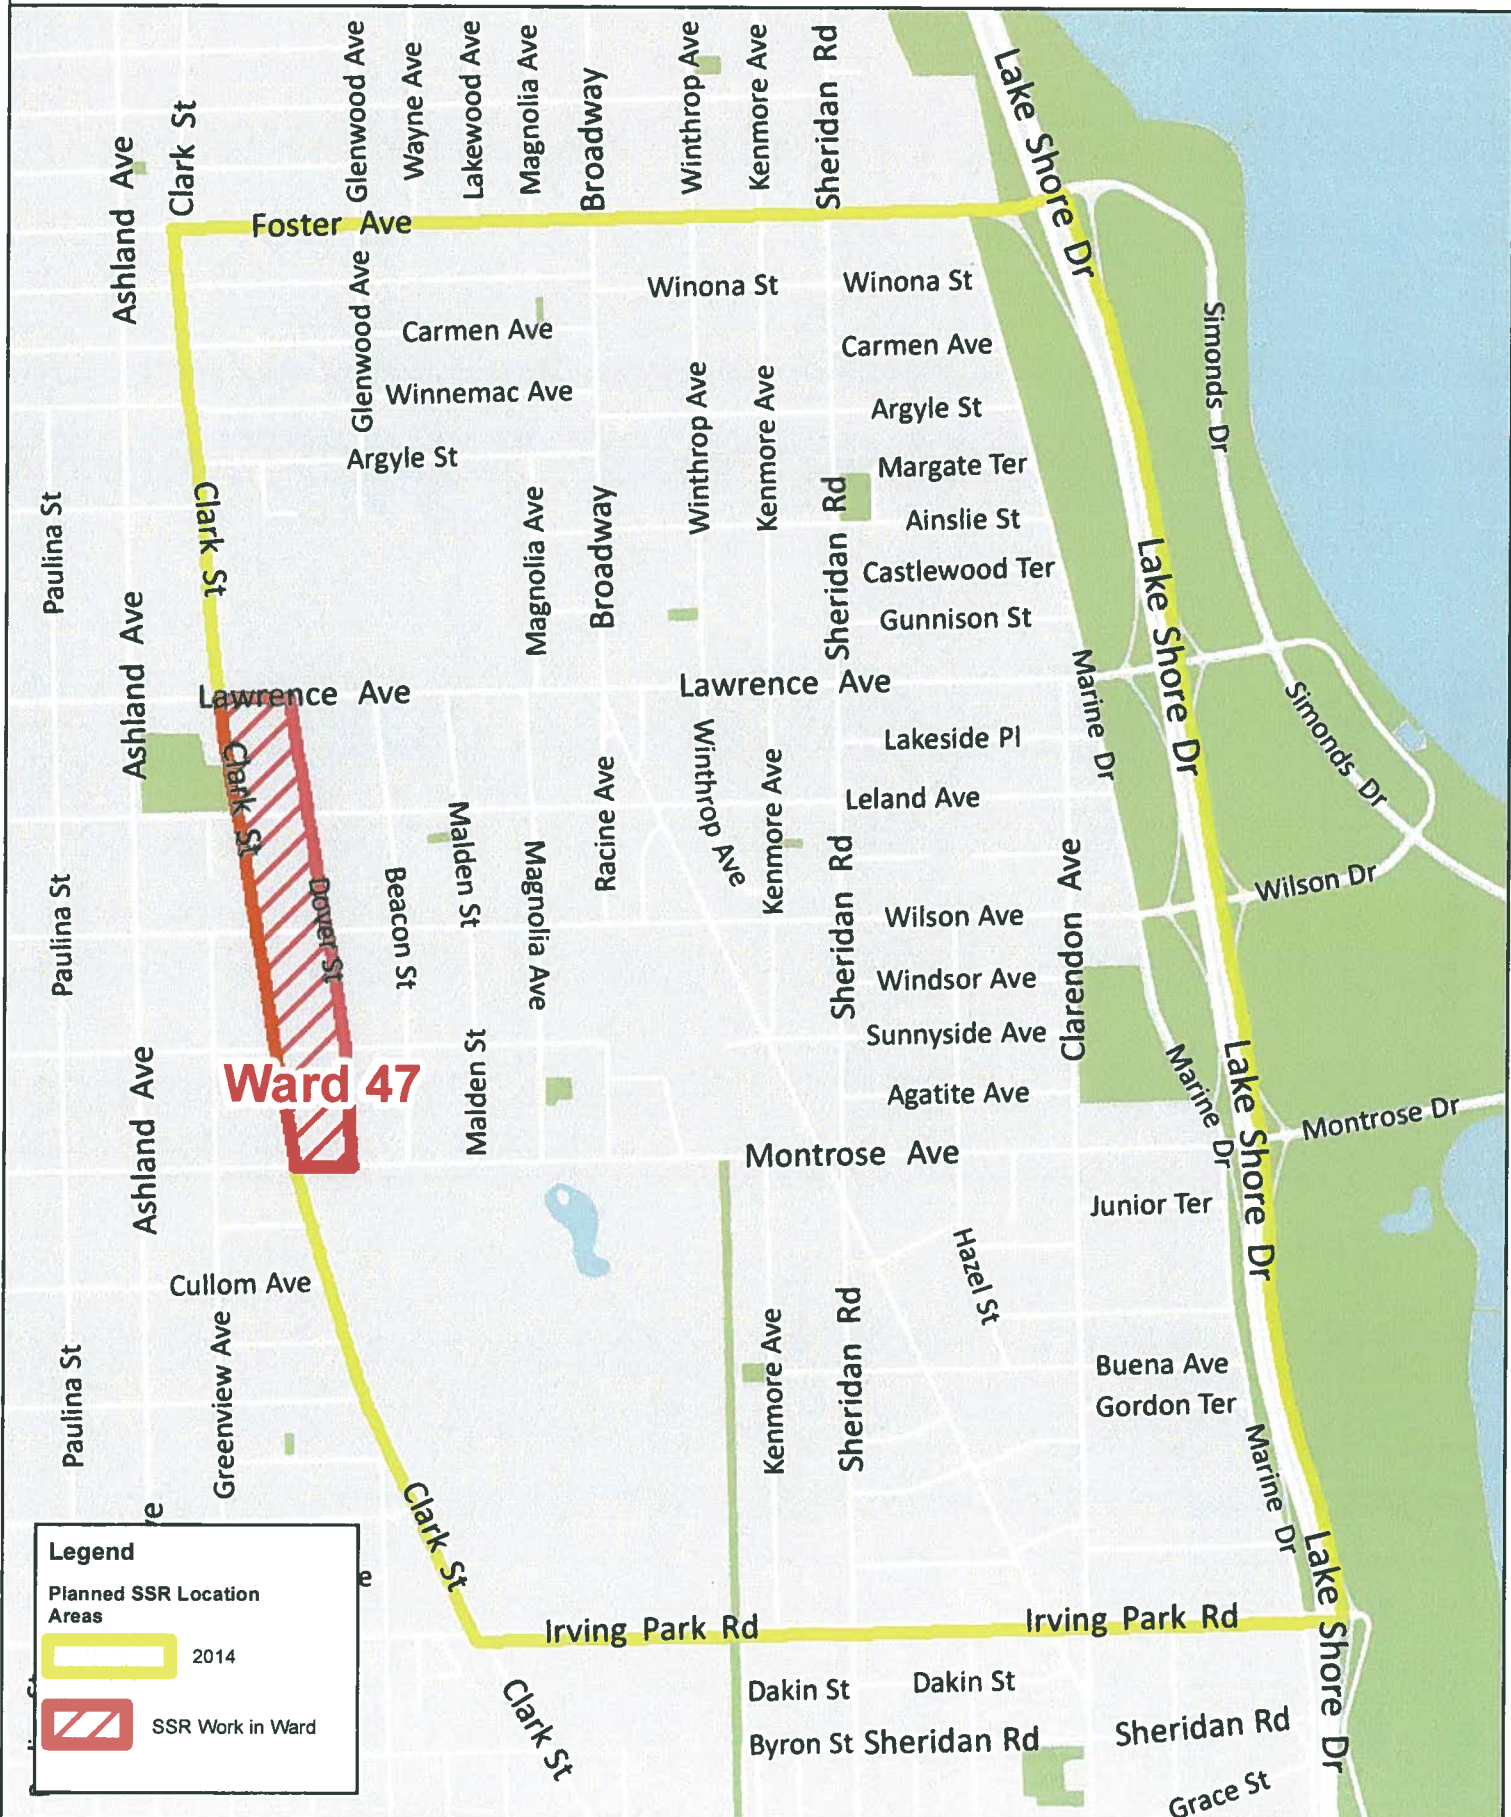 Glenwood Ave
Wayne Ave
Lakewood Ave
Magnolia Ave
Broadway
Winthrop Ave
Kenmore Ave
Sheridan Rd
Lake Shore Dr
Ashland Ave
Clark St
Foster Ave
Glenwood Ave
Winona St
Winona St
Carmen Ave
Carmen Ave
Winnemac Ave
Argyle St
Argyle St
Simonds Dr
Winthrop Ave
Kenmore Ave
Margate Ter
Ainslie St
Castlewood Ter
Gunnison St
Paulina St
Clark St
Magnolia Ave
Broadway
Sheridan Rd
Lake Shore Dr
Ashland Ave
Lawrence Ave
Lawrence Ave
Marine Dr
Simonds Dr
Lakeside Pl
Leland Ave
Clark St
Winthrop Ave
Kenmore Ave
Racine Ave
Malden St
Magnolia Ave
Beacon St
Dover St
Sheridan Rd
Clarendon Ave
Wilson Dr
Paulina St
Wilson Ave
Windsor Ave
Sunnyside Ave
Agatite Ave
Ward 47
Malden St
Ashland Ave
Marine Dr
Lake Shore Dr
Montrose Dr
Montrose Ave
Junior Ter
Hazel St
Cullom Ave
Greenview Ave
Paulina St
Kenmore Ave
Sheridan Rd
Buena Ave
Gordon Ter
Marine Dr
Clark St
ve
e
Legend
Planned SSR Location
Areas
2014
SSR Work in Ward
Irving Park Rd
Irving Park Rd
Lake Shore Dr
Clark St
Dakin St
Dakin St
Byron St
Sheridan Rd
Sheridan Rd
Grace St